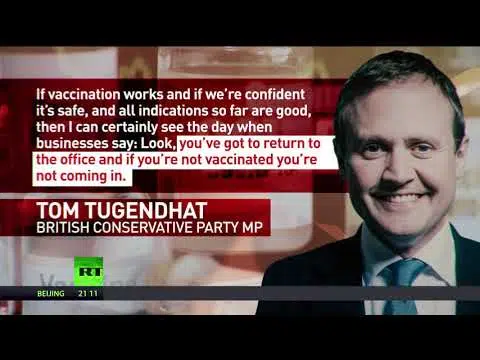 If vaccination works and if we're confident
it's safe, and all indications so far are good,
then I can certainly see the day when
businesses say: Look, you've got to return to
the office and if you're not vaccinated you're
not coming in.
TOM TUGENDHAT
BRITISH CONSERVATIVE PARTY MP
RT
BEIJING 21:11